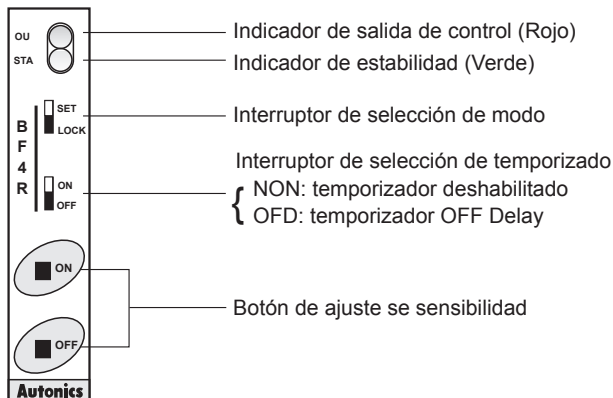 OU
Indicador de salida de control (Rojo)
STA
Indicador de estabilidad (Verde)
SET
LOCK
Interruptor de selección de modo
BF4R
Interruptor de selección de temporizado
ON
OFF
{ NON: temporizador deshabilitado
OFD: temporizador OFF Delay
ON
Botón de ajuste se sensibilidad
OFF
Autonics